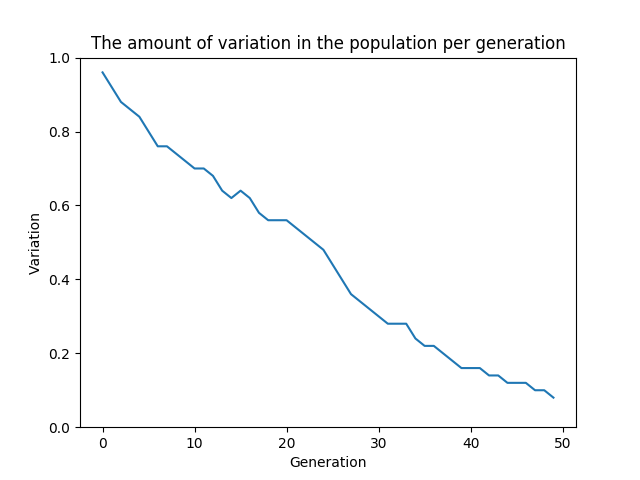 The amount of variation in the population per generation
1.0
0.8
0.6
0.4
0.2
0.0
Variation
0 10 20 30 40 50
Generation